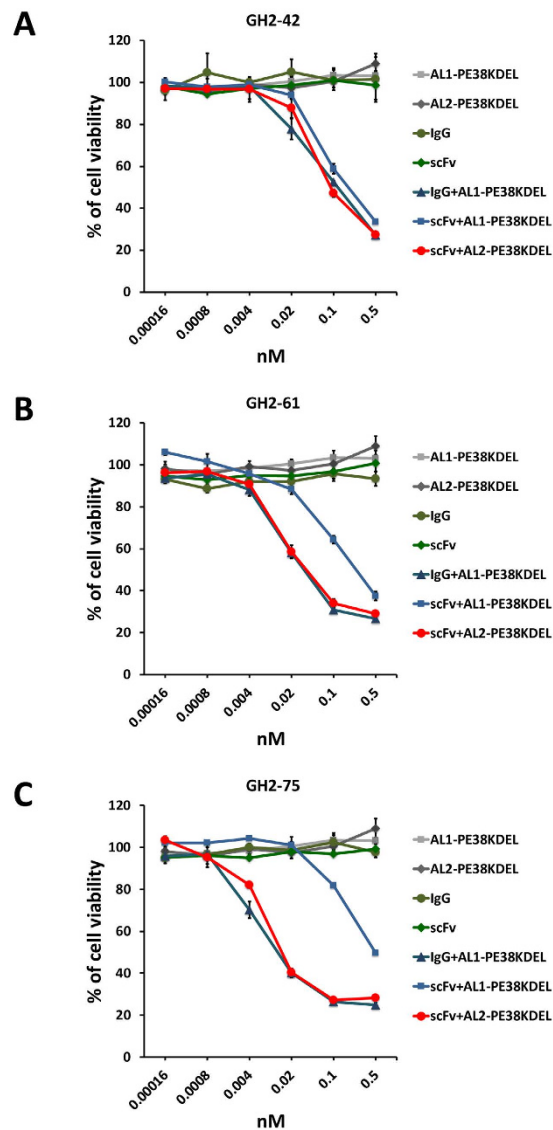 A
GH2-42
% of cell viability
120
100
80
60
40
20
0
0.00016
0.0008
0.004
0.02
0.1
0.5
nM
AL1-PE38KDEL
AL2-PE38KDEL
IgG
scFv
IgG+AL1-PE38KDEL
scFv+AL1-PE38KDEL
scFv+AL2-PE38KDEL
B
GH2-61
% of cell viability
120
100
80
60
40
20
0
0.00016
0.0008
0.004
0.02
0.1
0.5
nM
AL1-PE38KDEL
AL2-PE38KDEL
IgG
scFv
IgG+AL1-PE38KDEL
scFv+AL1-PE38KDEL
scFv+AL2-PE38KDEL
C
GH2-75
% of cell viability
120
100
80
60
40
20
0
0.00016
0.0008
0.004
0.02
0.1
0.5
nM
AL1-PE38KDEL
AL2-PE38KDEL
IgG
scFv
IgG+AL1-PE38KDEL
scFv+AL1-PE38KDEL
scFv+AL2-PE38KDEL